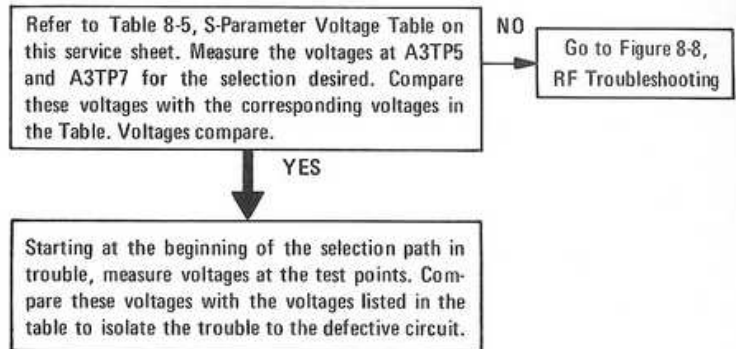 Refer to Table 8-5, S-Parameter Voltage Table on
this service sheet. Measure the voltages at A3TP5
and A3TP7 for the selection desired. Compare
these voltages with the corresponding voltages in
the Table. Voltages compare.
NO
Go to Figure 8-8,
RF Troubleshooting
YES
Starting at the beginning of the selection path in
trouble, measure voltages at the test points. Com-
pare these voltages with the voltages listed in the
table to isolate the trouble to the defective circuit.